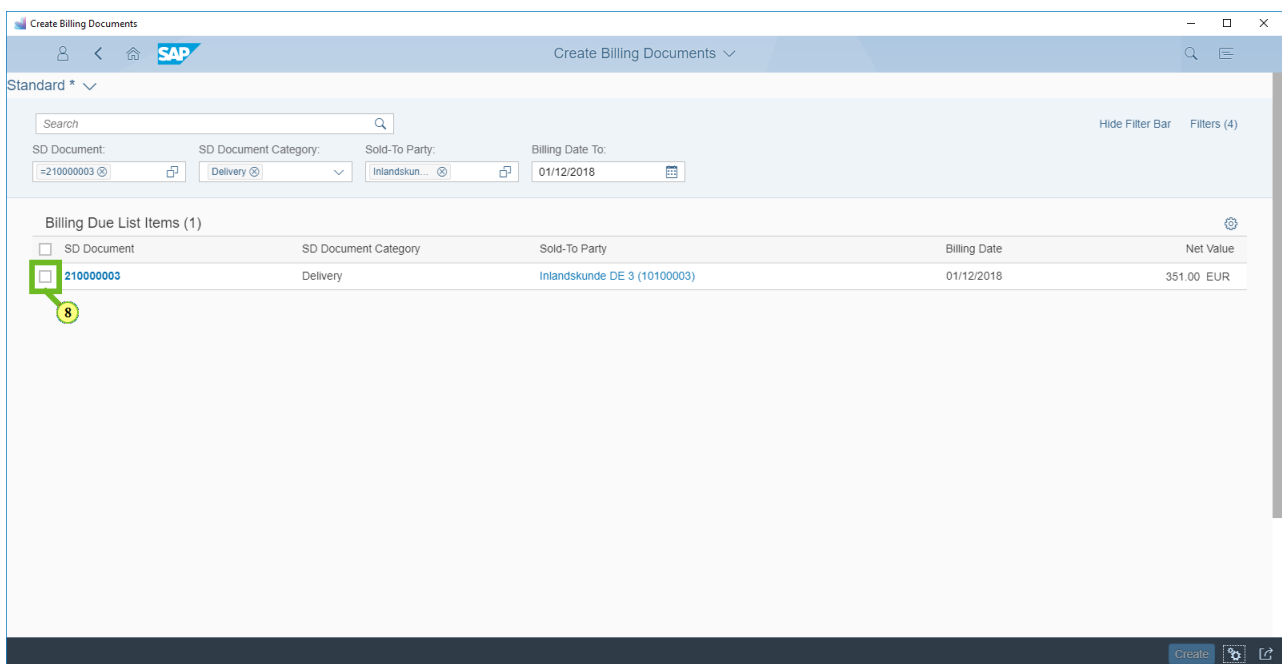 Create Billing Documents
SAP Create Billing Documents
Standard *
Search
Hide Filter Bar Filters (4)
SD Document: SD Document Category: Sold-To Party: Billing Date To:
=210000003 Delivery Inlandskun... 01/12/2018
Billing Due List Items (1)
SD Document SD Document Category Sold-To Party Billing Date Net Value
210000003 Delivery Inlandskunde DE 3 (10100003) 01/12/2018 351.00 EUR
8
Create